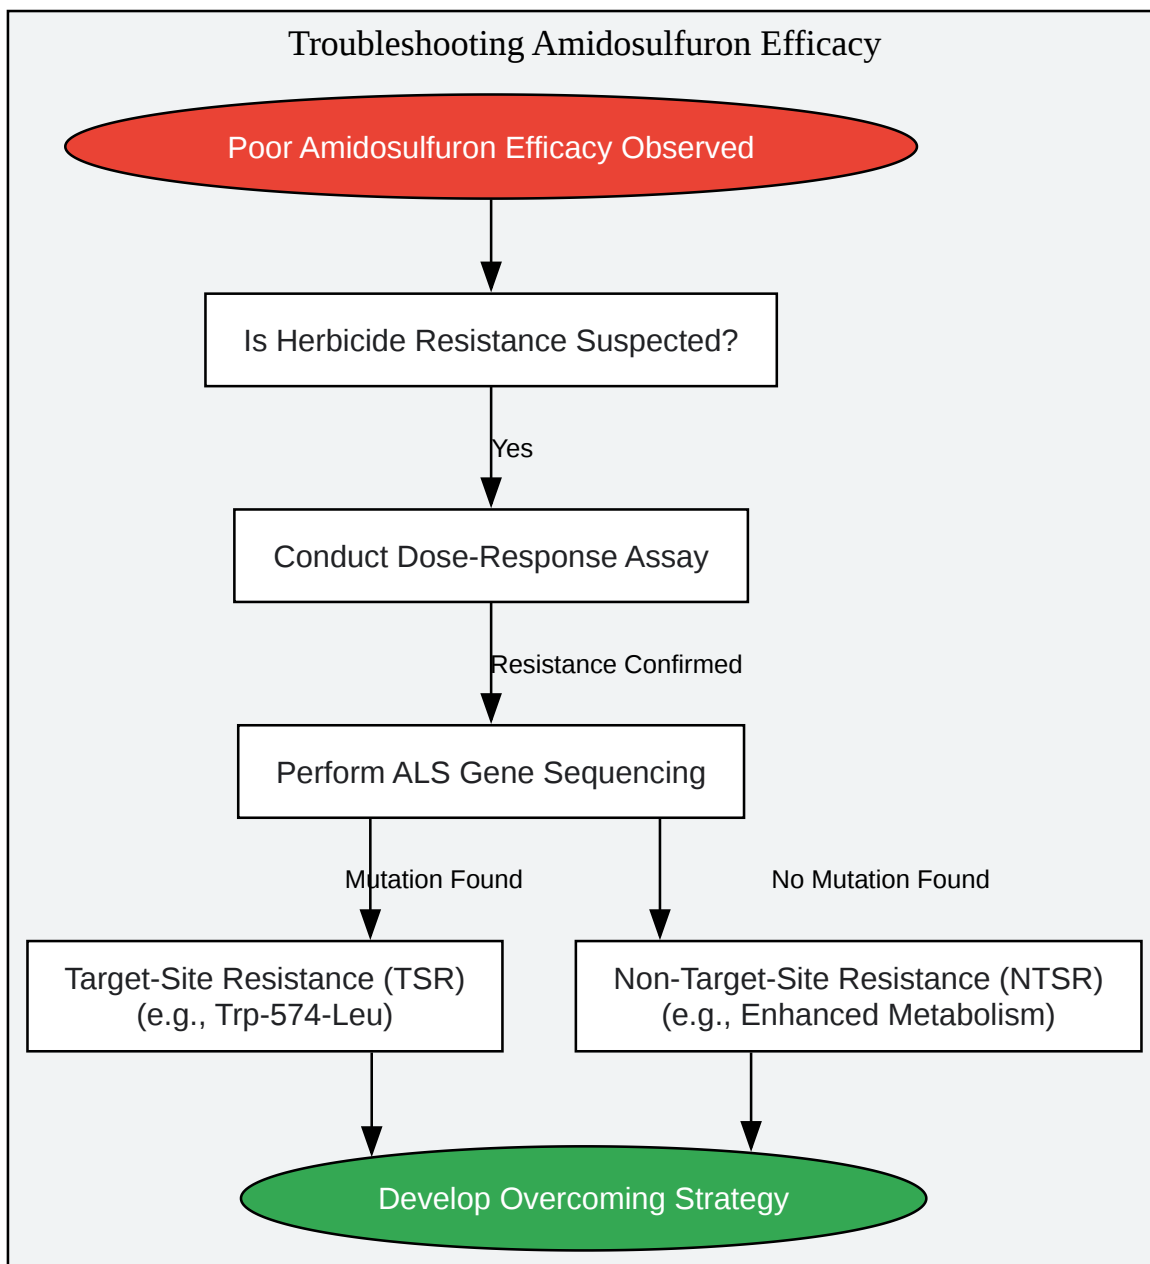 Troubleshooting Amidosulfuron Efficacy
Poor Amidosulfuron Efficacy Observed
Is Herbicide Resistance Suspected?
Yes
Conduct Dose-Response Assay
Resistance Confirmed
Perform ALS Gene Sequencing
Mutation Found
No Mutation Found
Target-Site Resistance (TSR)
(e.g., Trp-574-Leu)
Non-Target-Site Resistance (NTSR)
(e.g., Enhanced Metabolism)
Develop Overcoming Strategy